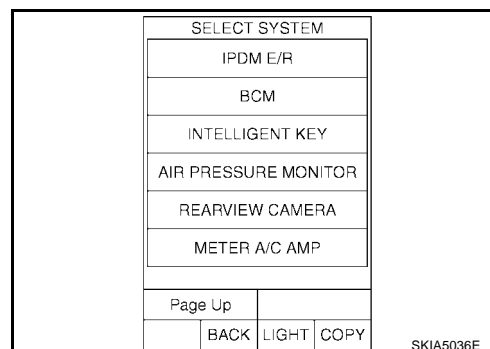 SELECT SYSTEM
IPDM E/R
BCM
INTELLIGENT KEY
AIR PRESSURE MONITOR
REARVIEW CAMERA
METER A/C AMP
Page Up
BACK LIGHT COPY
SKIA5036E